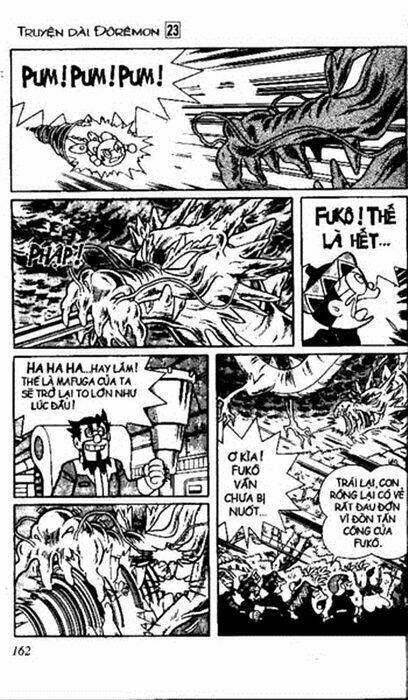 TRUYỆN DÀI ĐÔRÊMON 23
PUM! PUM! PUM!
PHẬP!
FUKÔ! THẾ
LÀ HẾT...
HA HA HA...HAY LẮM!
THẾ LÀ MAFUGA CỦA TA
SẼ TRỞ LẠI TO LỚN NHƯ
LÚC ĐẦU!
Ơ KÌA!
FUKÔ
VẪN
CHƯA BỊ
NUỐT...
TRÁI LẠI, CON
RỒNG LẠI CÓ VẺ
RẤT ĐAU ĐỚN
VÌ ĐÒN TẤN
CÔNG CỦA
FUKÔ.
162